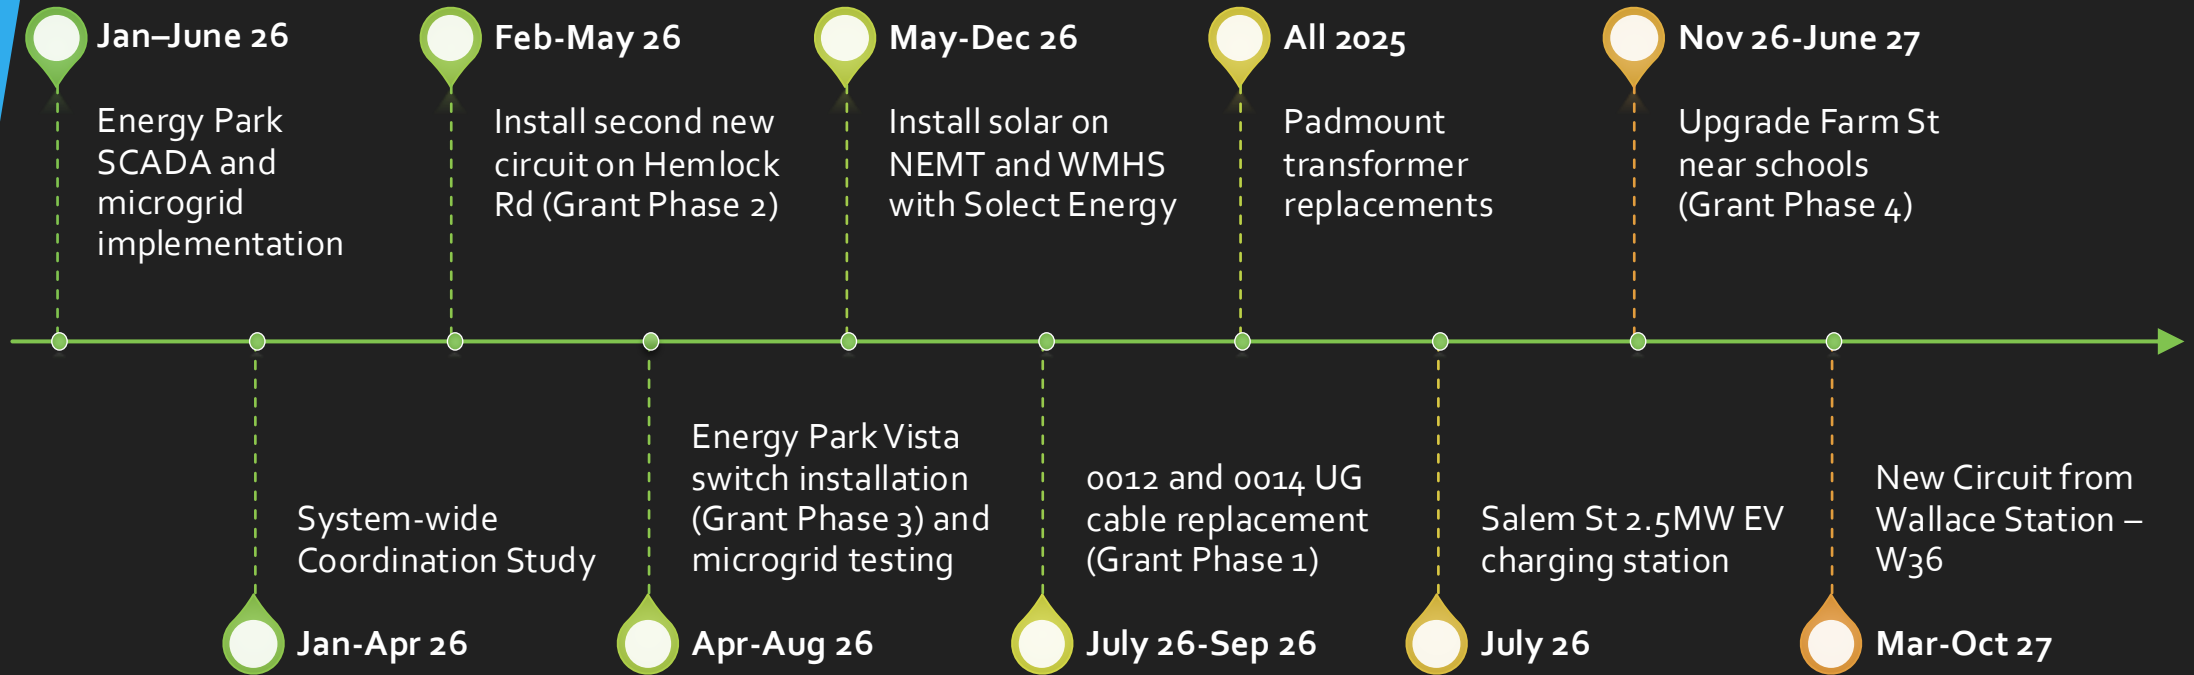 Jan–June 26
Energy Park
SCADA and
microgrid
implementation
Feb-May 26
Install second new
circuit on Hemlock
Rd (Grant Phase 2)
May-Dec 26
Install solar on
NEMT and WMHS
with Solect Energy
All 2025
Padmount
transformer
replacements
Nov 26-June 27
Upgrade Farm St
near schools
(Grant Phase 4)
System-wide
Coordination Study
Jan-Apr 26
Energy Park Vista
switch installation
(Grant Phase 3) and
microgrid testing
Apr-Aug 26
0012 and 0014 UG
cable replacement
(Grant Phase 1)
July 26-Sep 26
Salem St 2.5MW EV
charging station
July 26
New Circuit from
Wallace Station –
W36
Mar-Oct 27